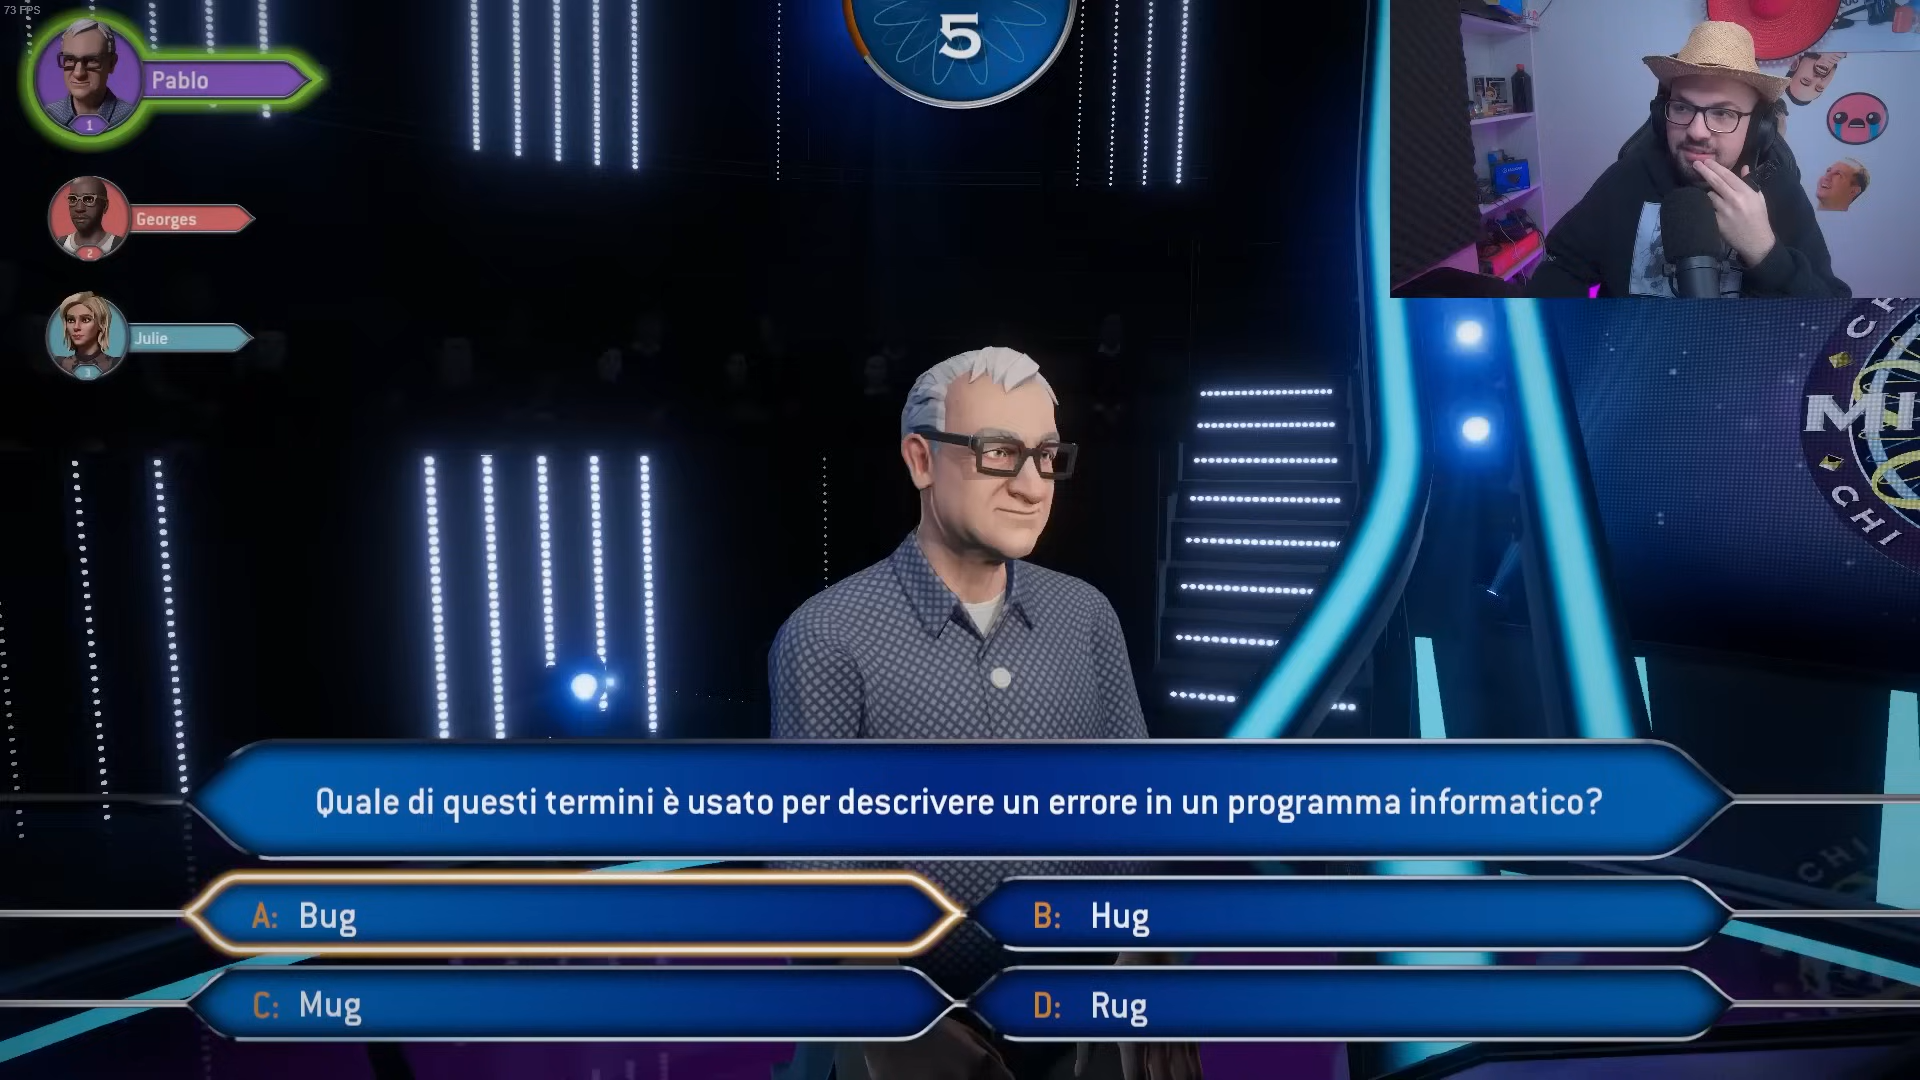 73 FPS
5
Pablo
1
Georges
2
Julie
3
CHI
Quale di questi termini è usato per descrivere un errore in un programma informatico?
A: Bug
B: Hug
C: Mug
D: Rug